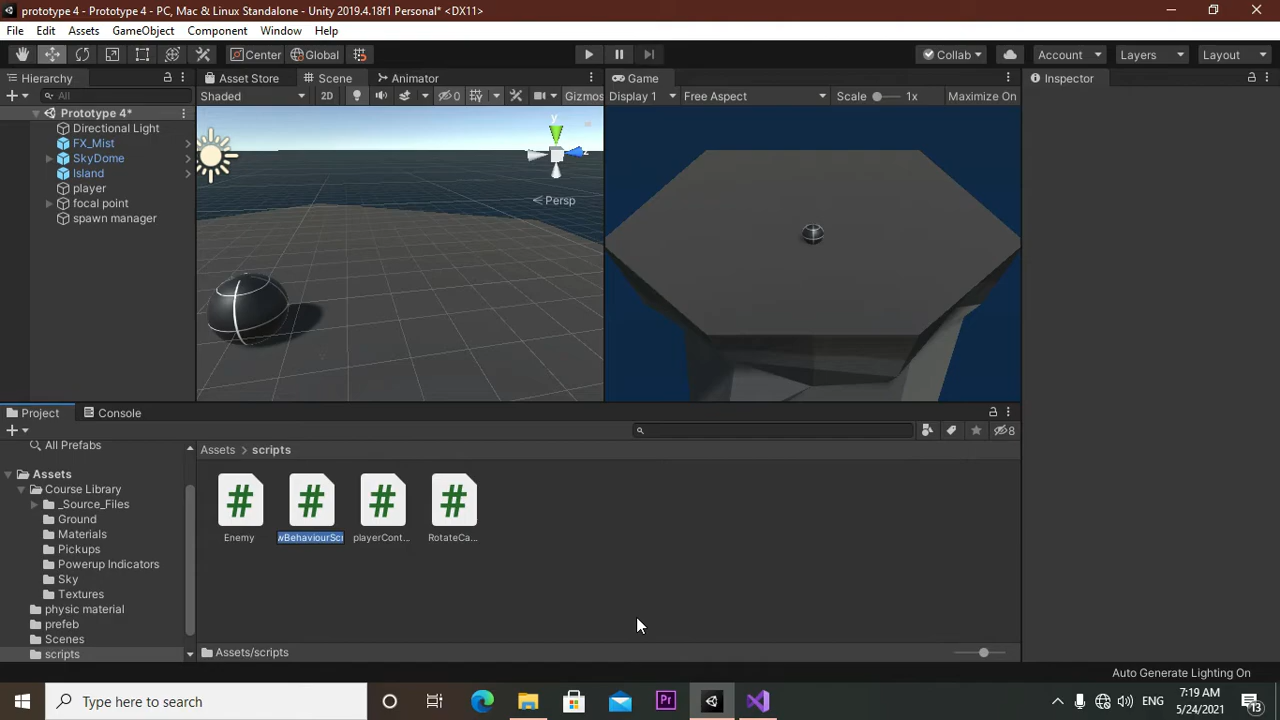 prototype 4 - Prototype 4 - PC, Mac & Linux Standalone - Unity 2019.4.18f1 Personal* <DX11>
File Edit Assets GameObject Component Window Help
Center Global Collab Account Layers Layout
Hierarchy Asset Store Scene Animator Game Inspector
All Shaded 2D 0 Gizmos Display 1 Free Aspect Scale 1x Maximize On
Prototype 4*
Directional Light
FX_Mist
SkyDome
Island
player
focal point
spawn manager
y
z
Persp
Project Console
8
All Prefabs
Assets > scripts
Assets
Course Library
_Source_Files
Ground
Materials
Pickups
Powerup Indicators
Sky
Textures
physic material
prefeb
Scenes
scripts
Enemy wBehaviourScr playerCont... RotateCa...
Assets/scripts
Auto Generate Lighting On
Type here to search
Pr
ENG
7:19 AM
5/24/2021
13